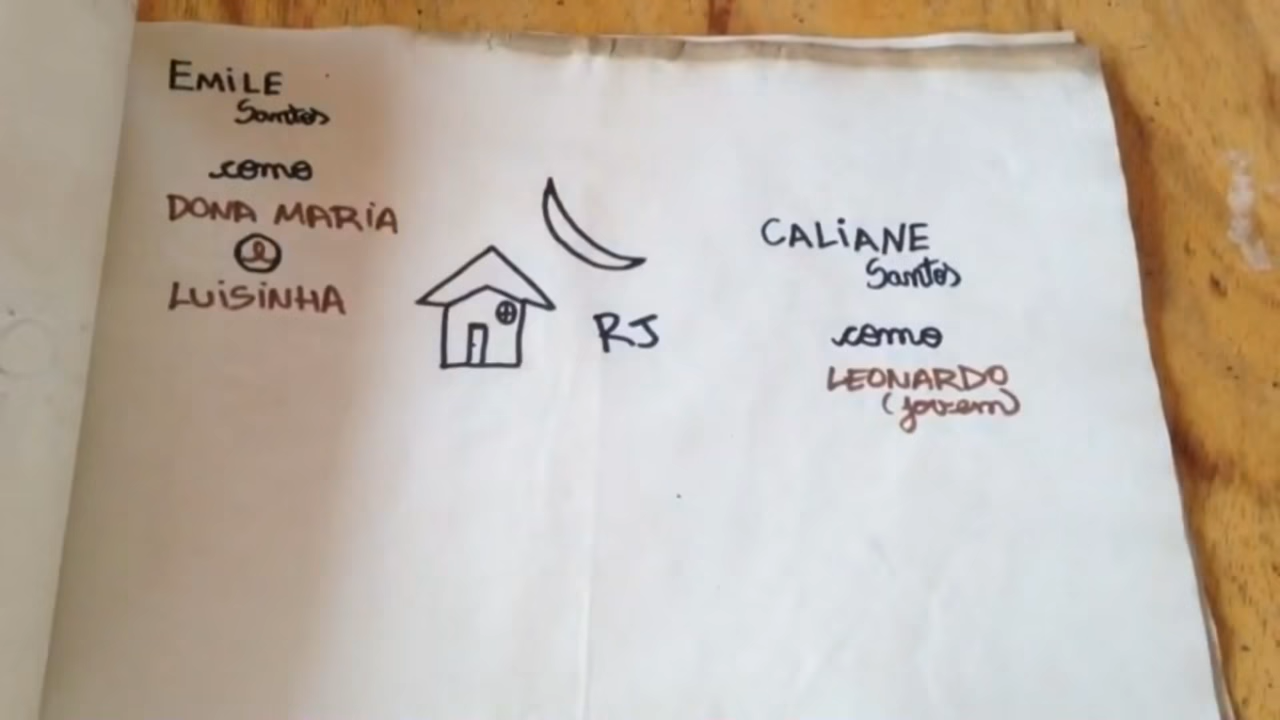 EMILE
Santos
como
DONA MARIA
e
LUISINHA
RJ
CALIANE
Santos
como
LEONARDO
(jovem)